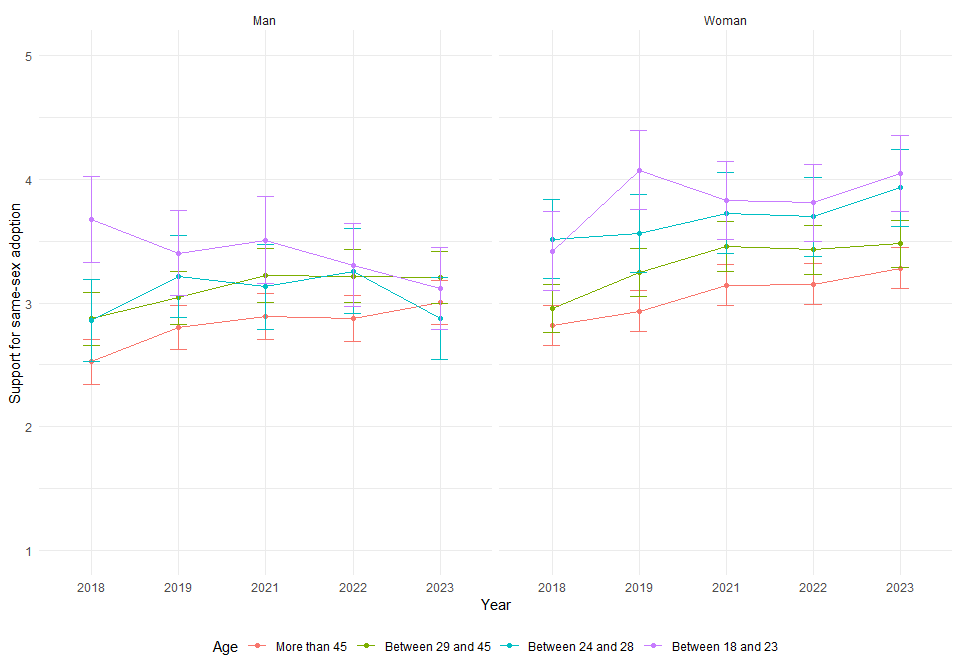 Man Woman
5
4
3
2
1
Support for same-sex adoption
2018 2019 2021 2022 2023 2018 2019 2021 2022 2023
Year
Age More than 45 Between 29 and 45 Between 24 and 28 Between 18 and 23